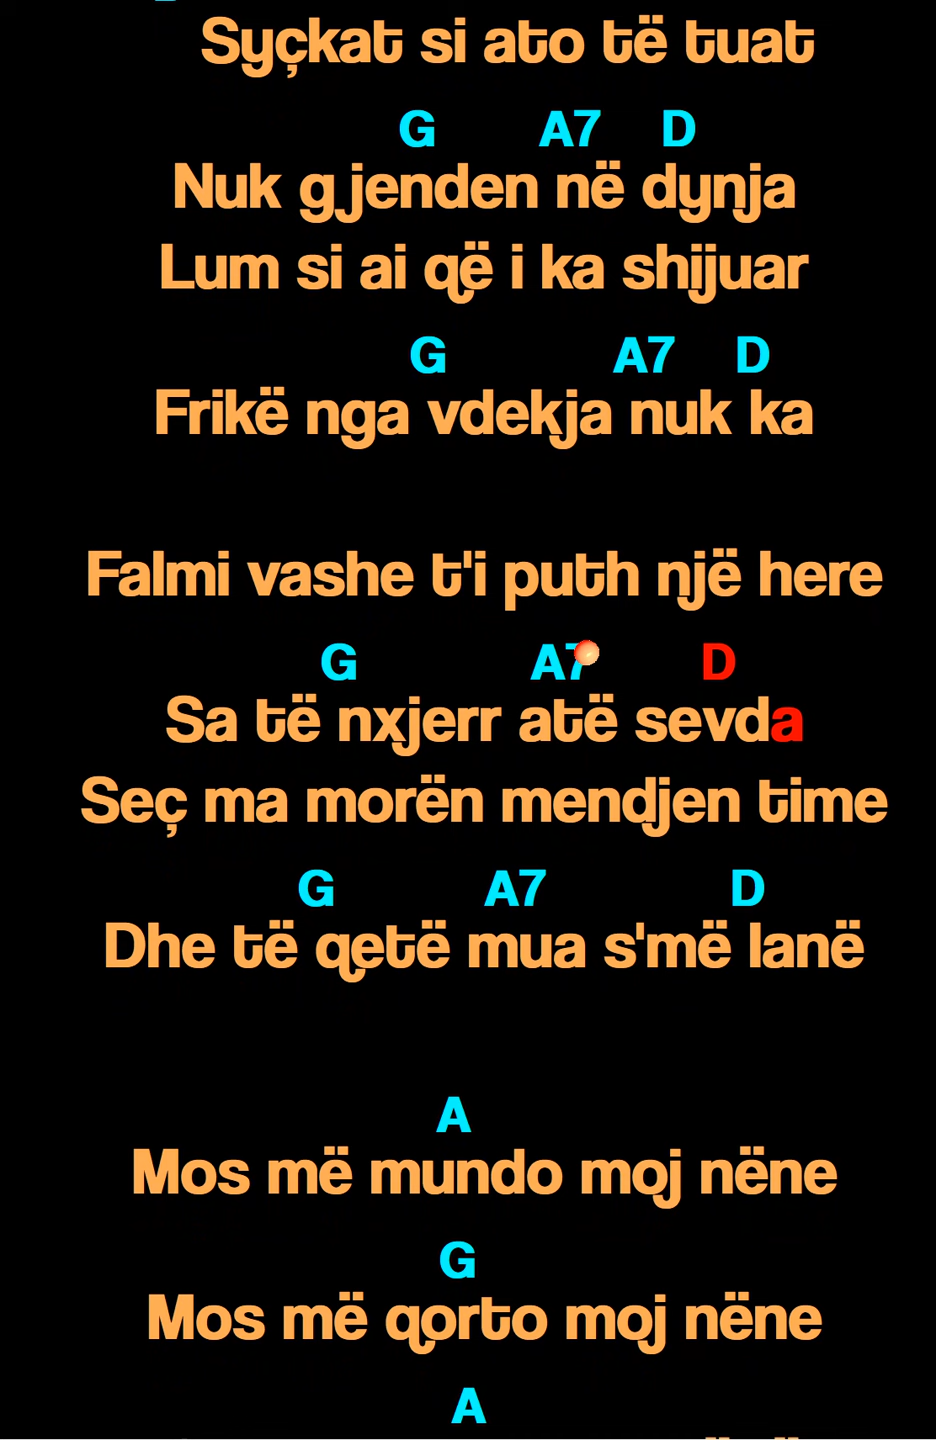 Syçkat si ato të tuat
G A7 D
Nuk gjenden në dynja
Lum si ai që i ka shijuar
G A7 D
Frikë nga vdekja nuk ka
Falmi vashe t'i puth një here
G A7 D
Sa të nxjerr atë sevda
Seç ma morën mendjen time
G A7 D
Dhe të qetë mua s'më lanë
A
Mos më mundo moj nëne
G
Mos më qorto moj nëne
A